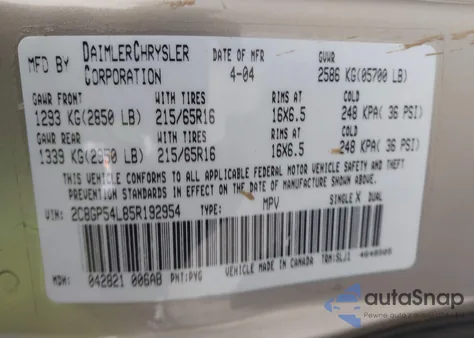 MFD BY DAIMLERCHRYSLER CORPORATION DATE OF MFR 4-04 GVWR 2586 KG(05700 LB)
GAWR FRONT WITH TIRES RIMS AT COLD
1293 KG(2850 LB) 215/65R16 16X6.5 248 KPA( 36 PSI)
GAWR REAR WITH TIRES RIMS AT COLD
1339 KG(2950 LB) 215/65R16 16X6.5 248 KPA( 36 PSI)
THIS VEHICLE CONFORMS TO ALL APPLICABLE FEDERAL MOTOR VEHICLE SAFETY AND THEFT
PREVENTION STANDARDS IN EFFECT ON THE DATE OF MANUFACTURE SHOWN ABOVE.
VIN: 2C8GP54L85R192954 TYPE: MPV SINGLE X DUAL
MDH: 042821 006AB PNT:PYG VEHICLE MADE IN CANADA TRM:SLJ1 4648505
autoSnap